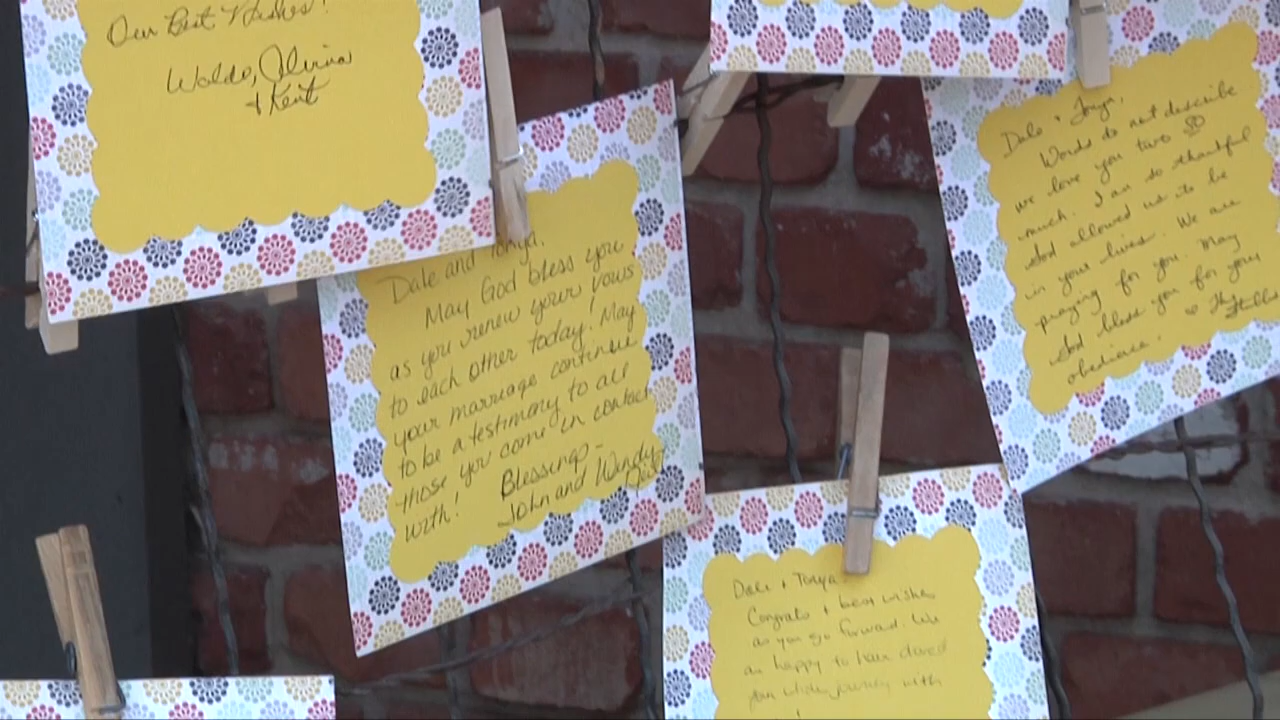 Our Best Wishes!
Waldo, Olivia
+ Kent
Dale and Tonya,
May God bless you
as you renew your vows
to each other today! May
your marriage continue
to be a testimony to all
those you come in contact
with! Blessings-
John and Wendy
Dale + Tonya,
Words do not describe
we love you two
much. I am so thankful
God allowed us to be
in your lives. We are
praying for you. May
God bless you for your
obedience.
Dale + Tonya
Congrats + best wishes
as you go forward. We
are happy to have shared
your journey with